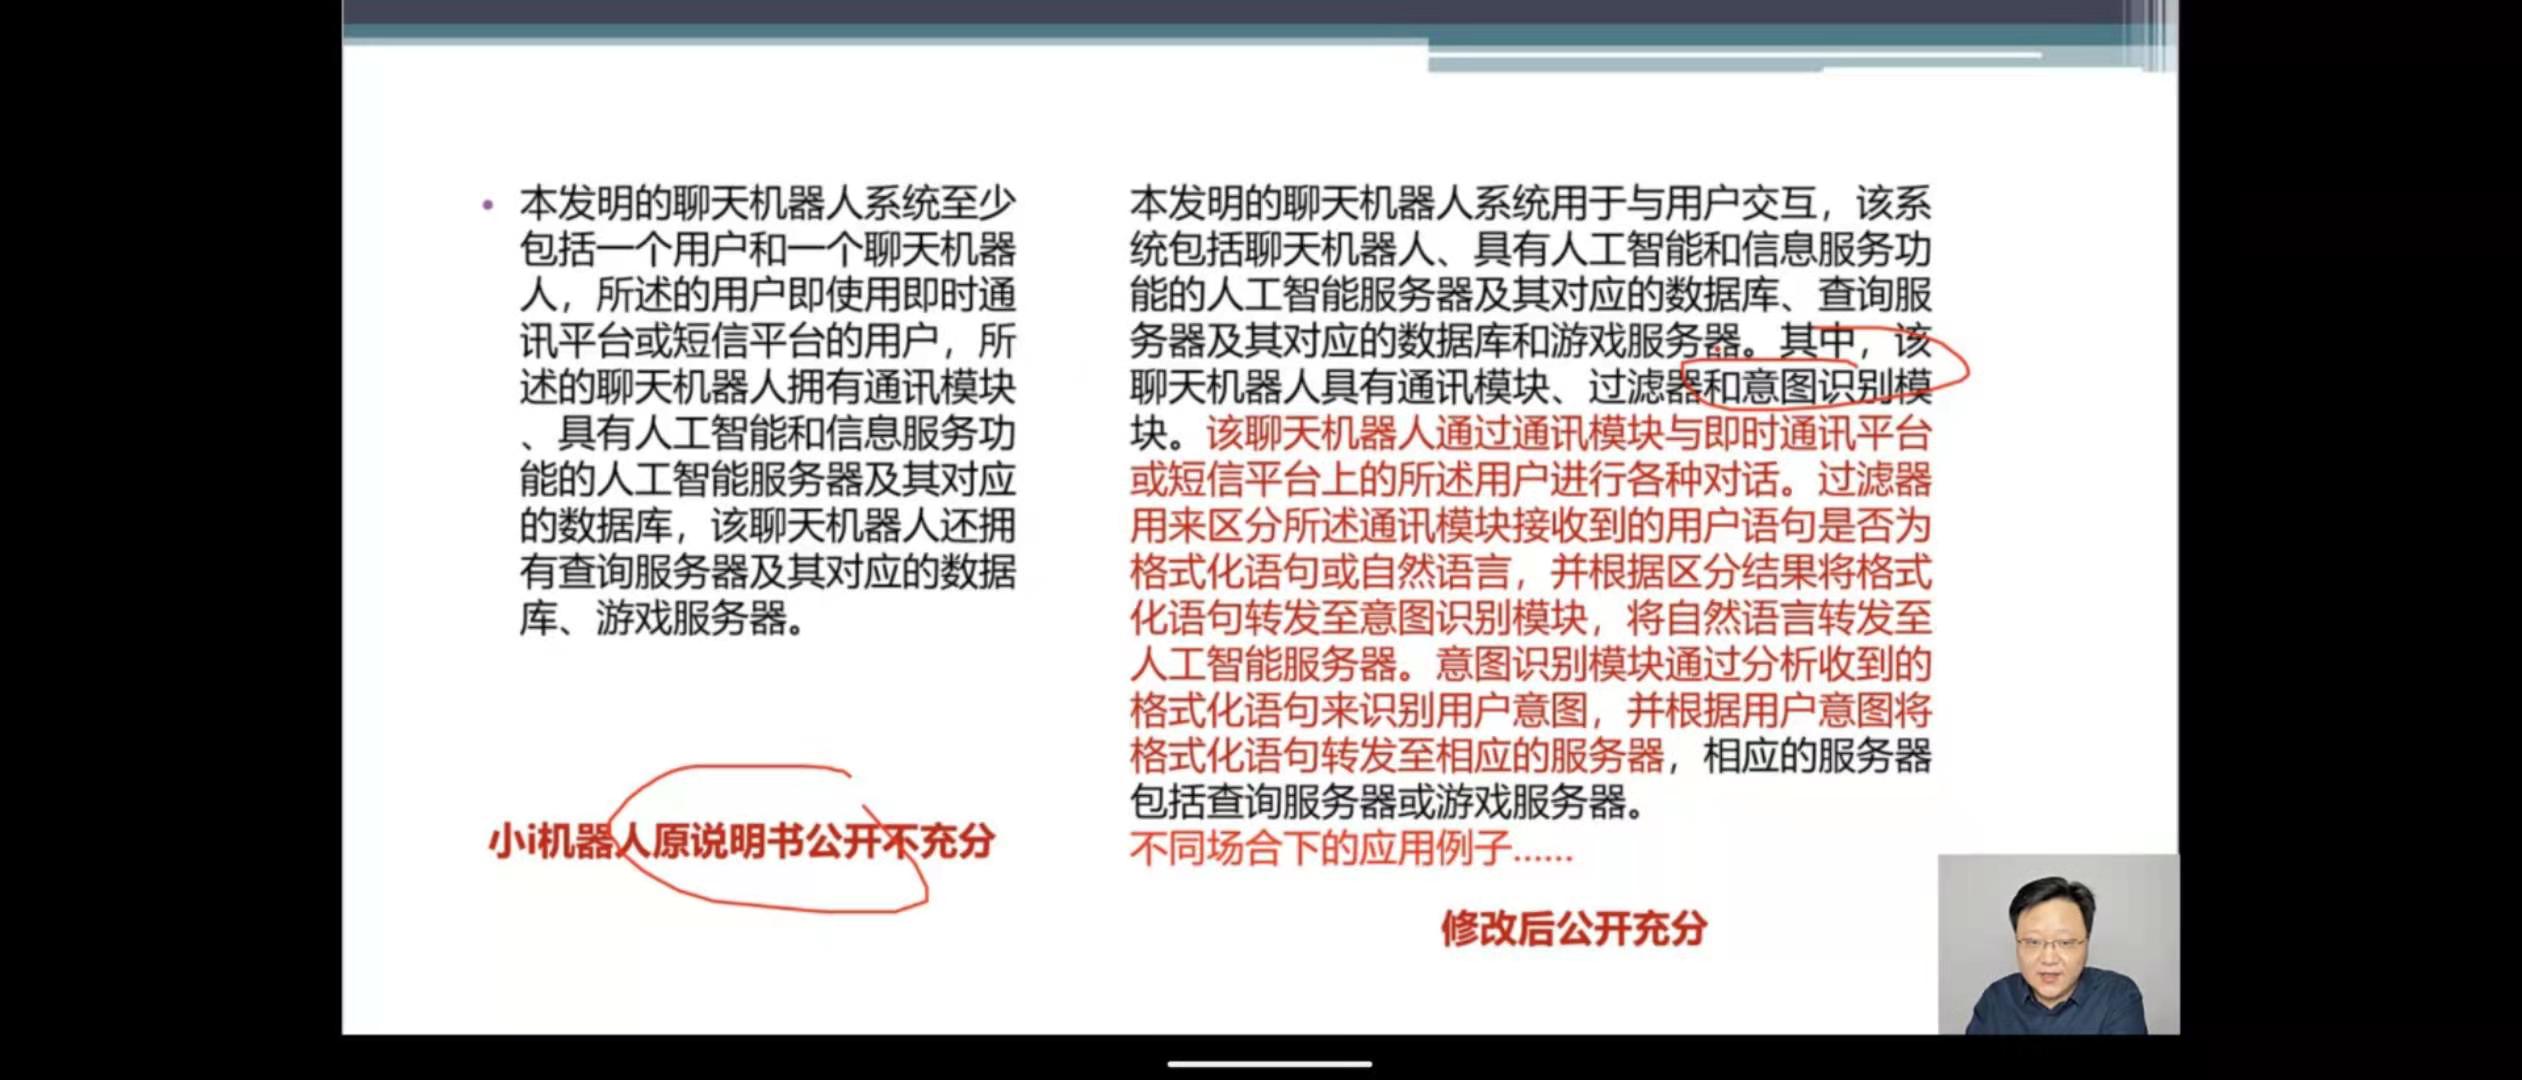 本发明的聊天机器人系统至少
包括一个用户和一个聊天机器
人，所述的用户即使用即时通
讯平台或短信平台的用户，所
述的聊天机器人拥有通讯模块
、具有人工智能和信息服务功
能的人工智能服务器及其对应
的数据库，该聊天机器人还拥
有查询服务器及其对应的数据
库、游戏服务器。
小i机器人原说明书公开不充分
本发明的聊天机器人系统用于与用户交互，该系
统包括聊天机器人、具有人工智能和信息服务功
能的人工智能服务器及其对应的数据库、查询服
务器及其对应的数据库和游戏服务器。其中，该
聊天机器人具有通讯模块、过滤器和意图识别模
块。该聊天机器人通过通讯模块与即时通讯平台
或短信平台上的所述用户进行各种对话。过滤器
用来区分所述通讯模块接收到的用户语句是否为
格式化语句或自然语言，并根据区分结果将格式
化语句转发至意图识别模块，将自然语言转发至
人工智能服务器。意图识别模块通过分析收到的
格式化语句来识别用户意图，并根据用户意图将
格式化语句转发至相应的服务器，相应的服务器
包括查询服务器或游戏服务器。
不同场合下的应用例子……
修改后公开充分